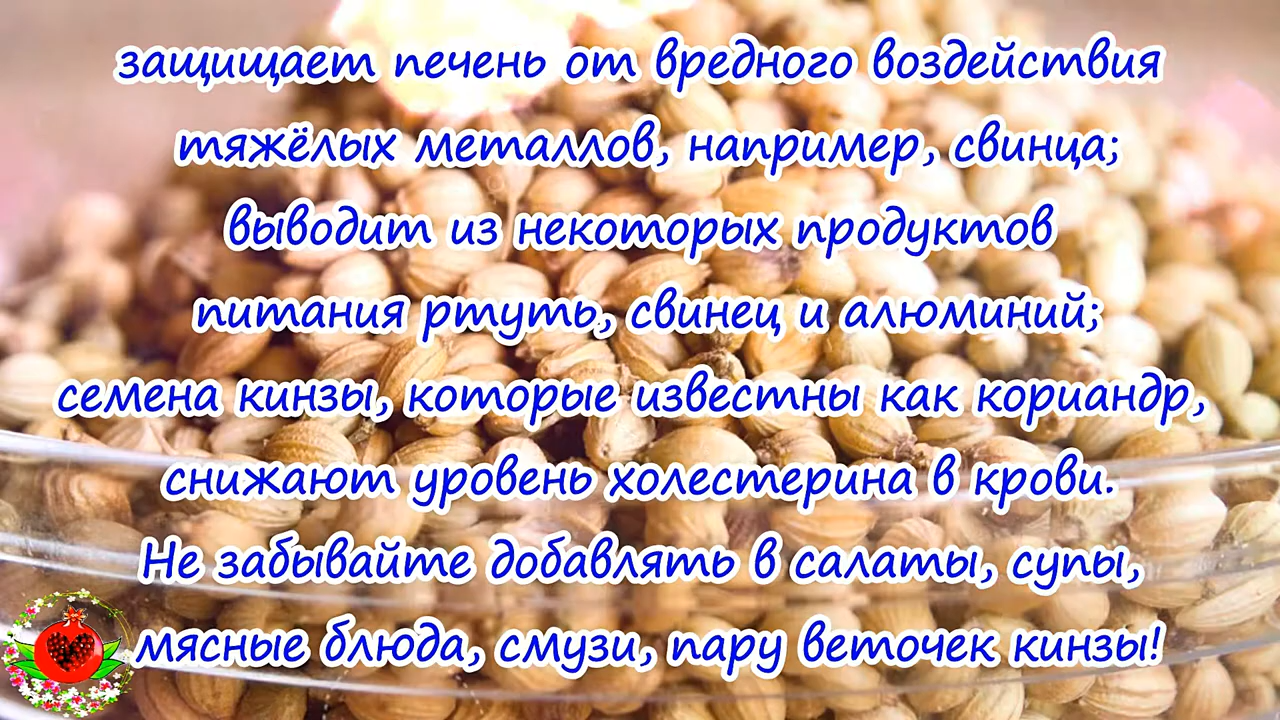 защищает печень от вредного воздействия
тяжёлых металлов, например, свинца;
выводит из некоторых продуктов
питания ртуть, свинец и алюминий;
семена кинзы, которые известны как кориандр,
снижают уровень холестерина в крови.
Не забывайте добавлять в салаты, супы,
мясные блюда, смузи, пару веточек кинзы!